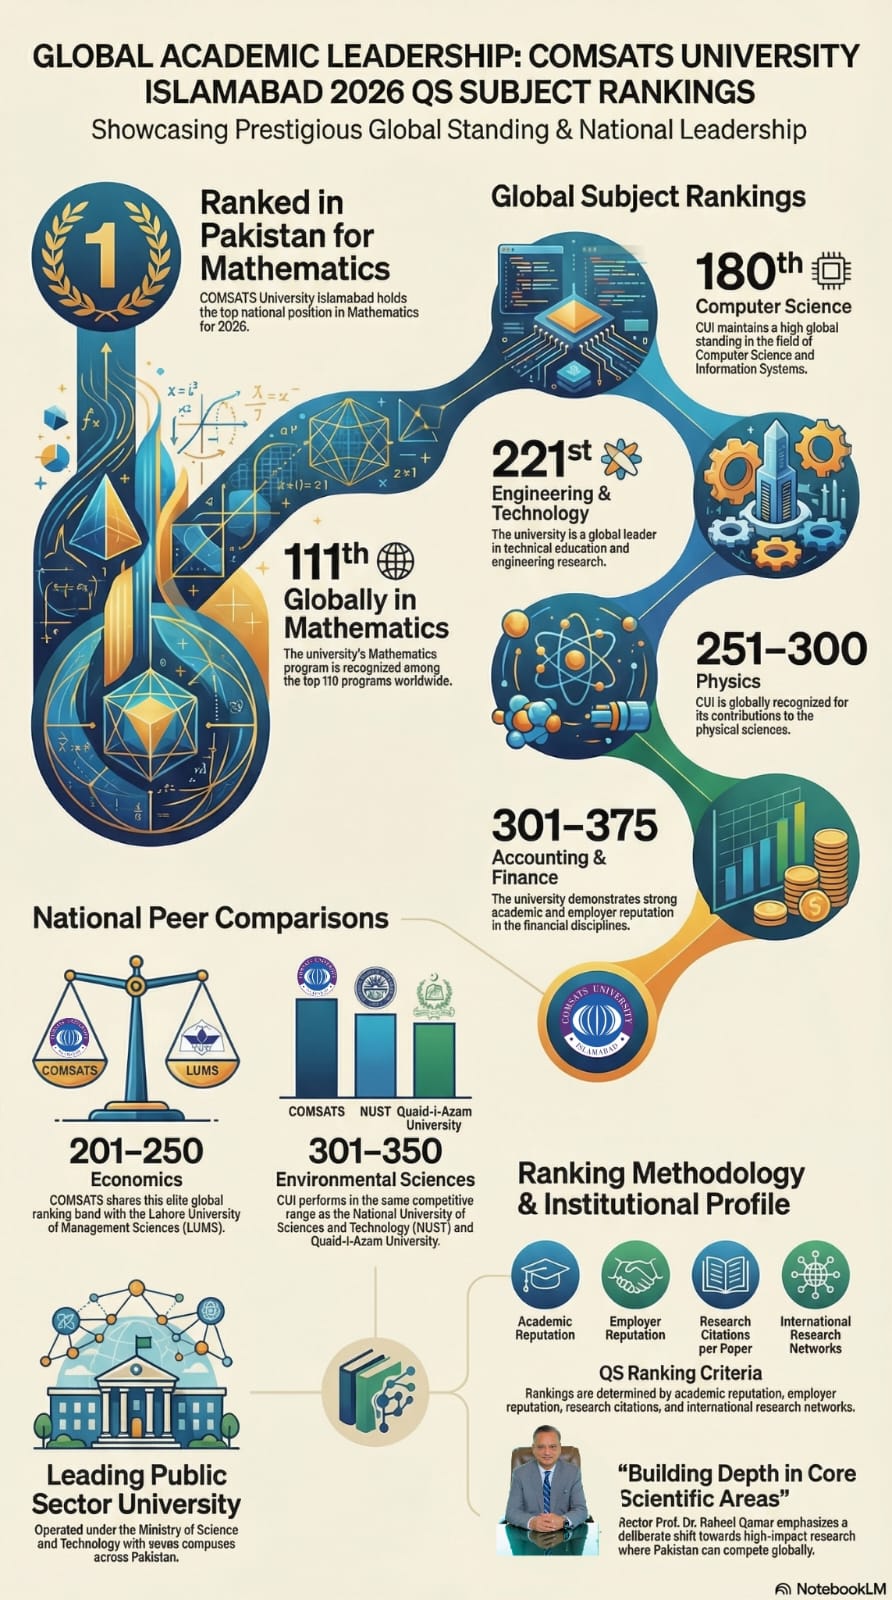 GLOBAL ACADEMIC LEADERSHIP: COMSATS UNIVERSITY
ISLAMABAD 2026 QS SUBJECT RANKINGS
Showcasing Prestigious Global Standing & National Leadership
1
Ranked in
Pakistan for
Mathematics
COMSATS University islamabad holds
the top national position in Mathematics
for 2026.
111th
Globally in
Mathematics
The university's Mathematics
program is recognized among
the top 110 programs worldwide.
Global Subject Rankings
180th
Computer Science
CUI maintains a high global
standing in the field of
Computer Science and
Information Systems.
221st
Engineering &
Technology
The university is a global leader
in technical education and
engineering research.
251–300
Physics
CUI is globally recognized for
its contributions to the
physical sciences.
301–375
Accounting &
Finance
The university demonstrates strong
academic and employer reputation
in the financial disciplines.
COMSATS UNIVERSITY
ISLAMABAD
National Peer Comparisons
COMSATS
LUMS
201–250
Economics
COMSATS shares this elite global
ranking band with the Lahore University
of Management Sciences (LUMS).
COMSATS
NUST
Quaid-i-Azam
University
301–350
Environmental Sciences
CUI performs in the same competitive
range as the National University of
Sciences and Technology (NUST) and
Quaid-I-Azam University.
Ranking Methodology
& Institutional Profile
Academic
Reputation
Employer
Reputation
Research
Citations
per Poper
International
Research
Networks
QS Ranking Criteria
Rankings are determined by academic reputation, employer
reputation, research citations, and international research networks.
Leading Public
Sector University
Operated under the Ministry of Science
and Technology with seves compuses
across Pakistan.
"Building Depth in Core
Scientific Areas"
Rector Prof. Dr. Raheel Qamar emphasizes a
deliberate shift towards high-impact research
where Pakistan can compete globally.
NotebookLM